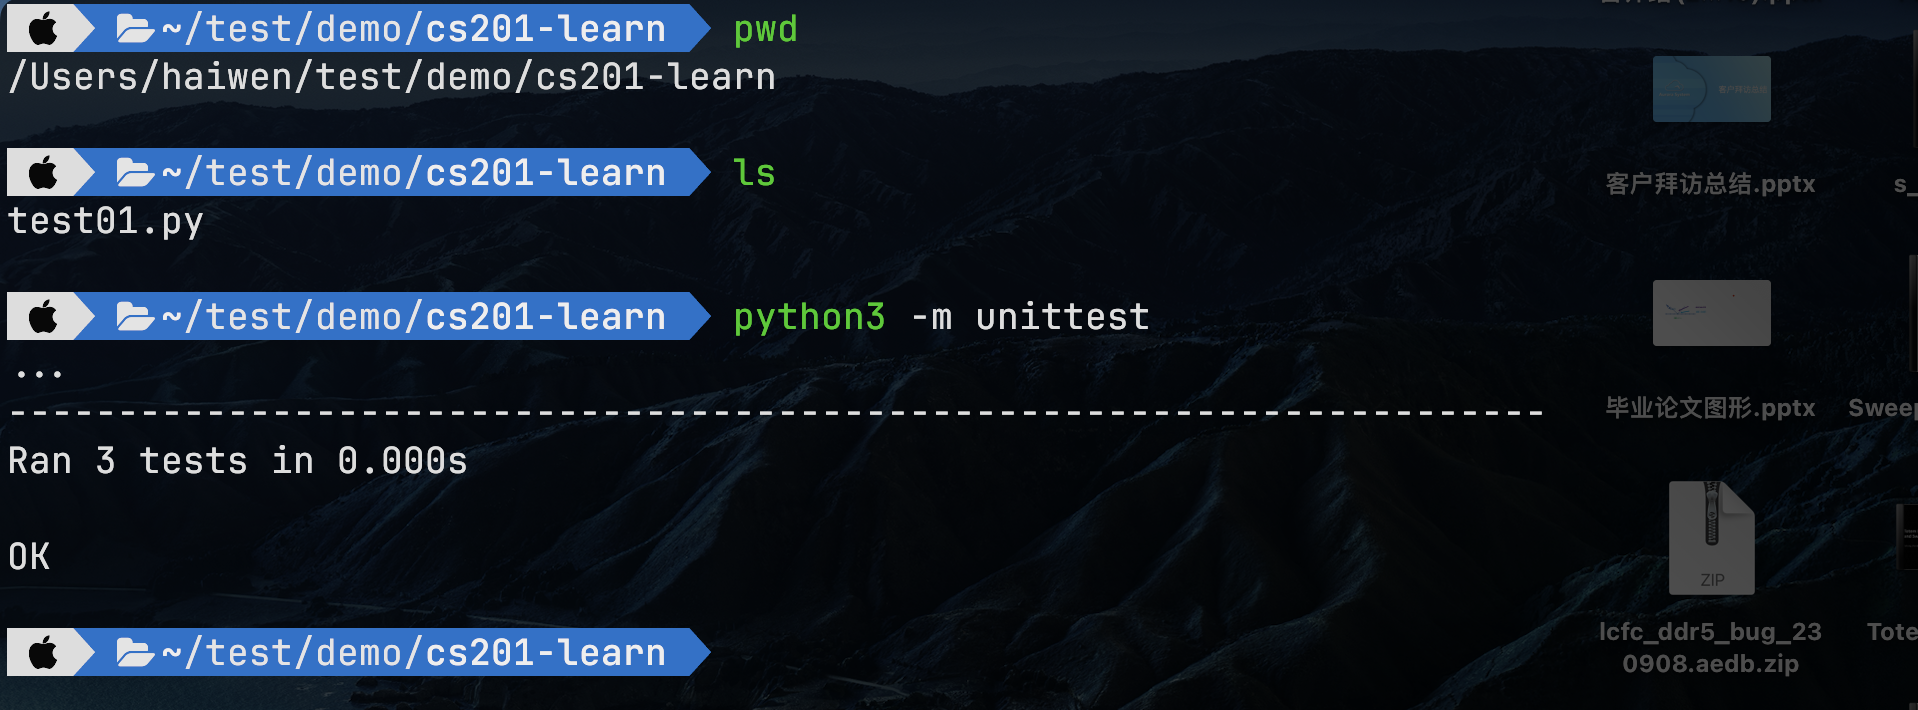 ~/test/demo/cs201-learn pwd
/Users/haiwen/test/demo/cs201-learn
~/test/demo/cs201-learn ls
test01.py
~/test/demo/cs201-learn python3 -m unittest
...
----------------------------------------------------------------------
Ran 3 tests in 0.000s
OK
~/test/demo/cs201-learn
客户拜访总结.pptx
s_
毕业论文图形.pptx
Sweep
ZIP
lcfc_ddr5_bug_23
0908.aedb.zip
Tote